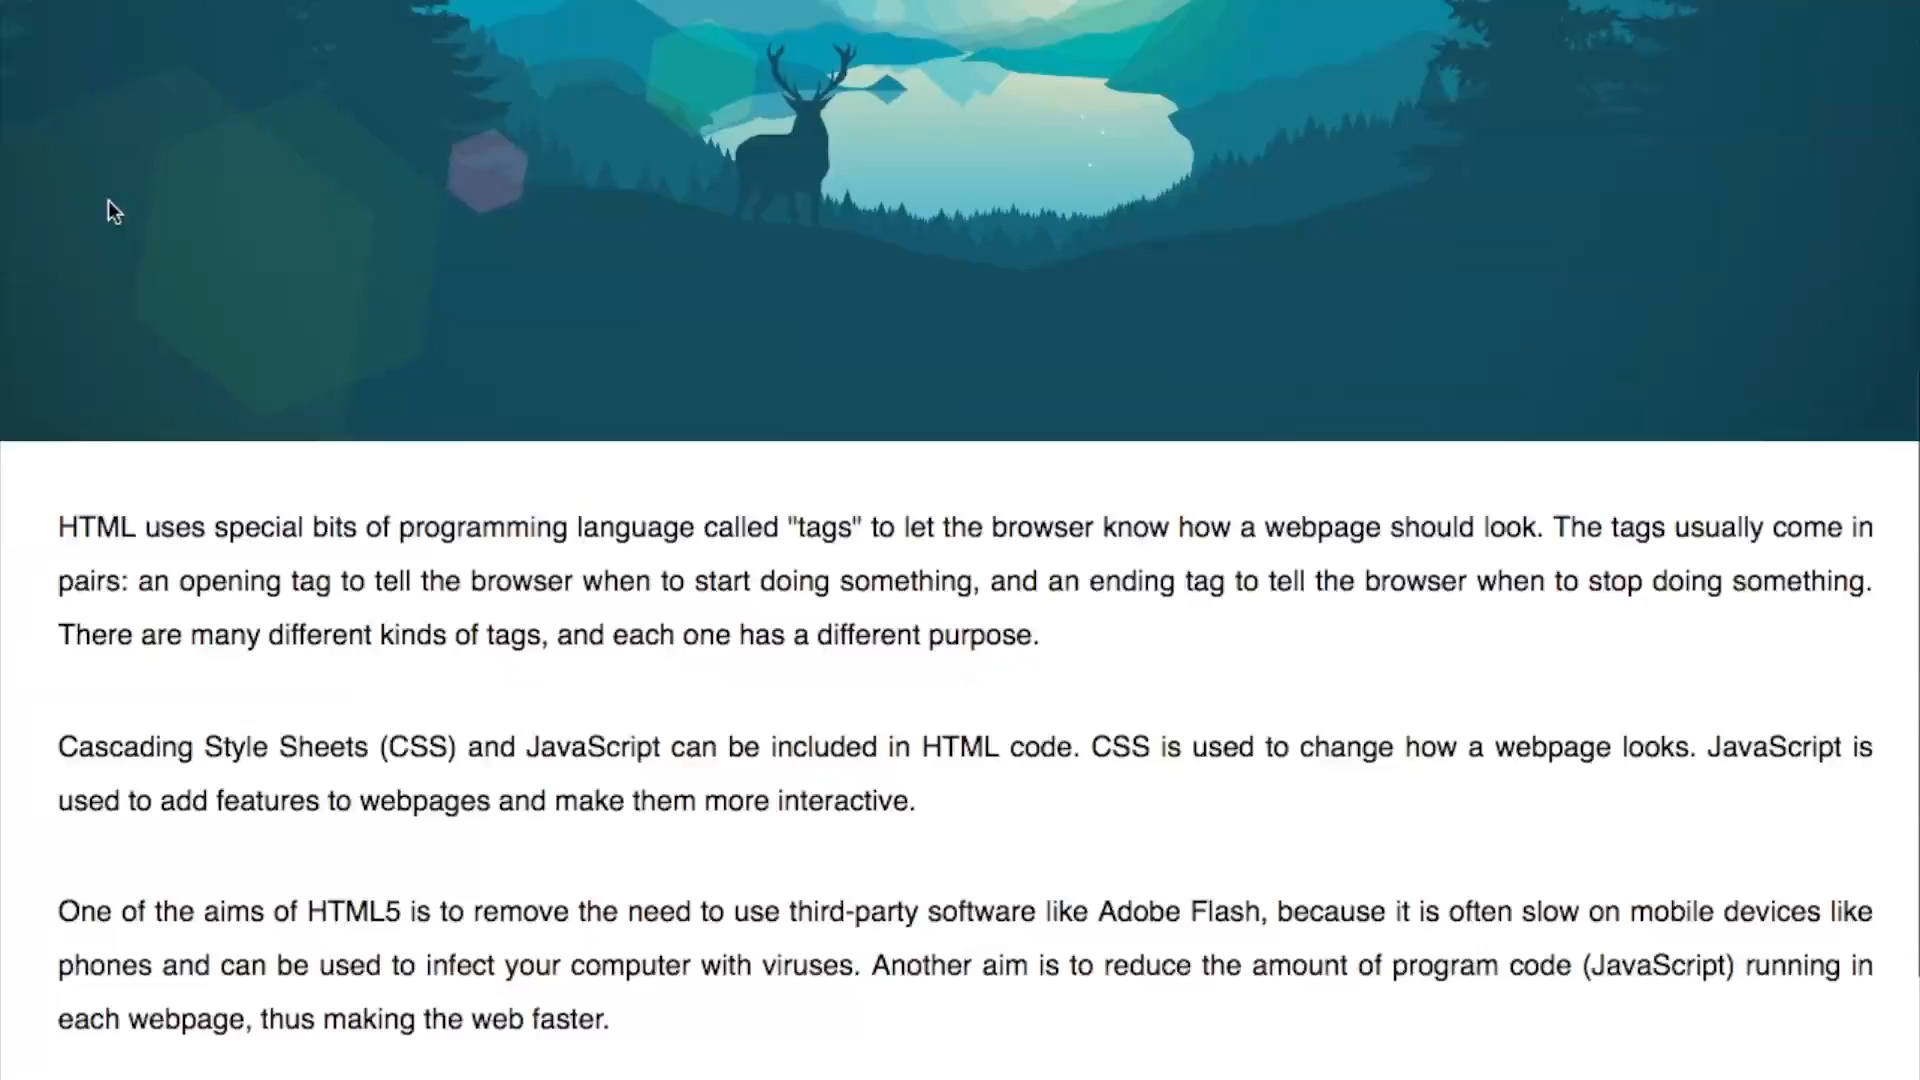 HTML uses special bits of programming language called "tags" to let the browser know how a webpage should look. The tags usually come in
pairs: an opening tag to tell the browser when to start doing something, and an ending tag to tell the browser when to stop doing something.
There are many different kinds of tags, and each one has a different purpose.
Cascading Style Sheets (CSS) and JavaScript can be included in HTML code. CSS is used to change how a webpage looks. JavaScript is
used to add features to webpages and make them more interactive.
One of the aims of HTML5 is to remove the need to use third-party software like Adobe Flash, because it is often slow on mobile devices like
phones and can be used to infect your computer with viruses. Another aim is to reduce the amount of program code (JavaScript) running in
each webpage, thus making the web faster.